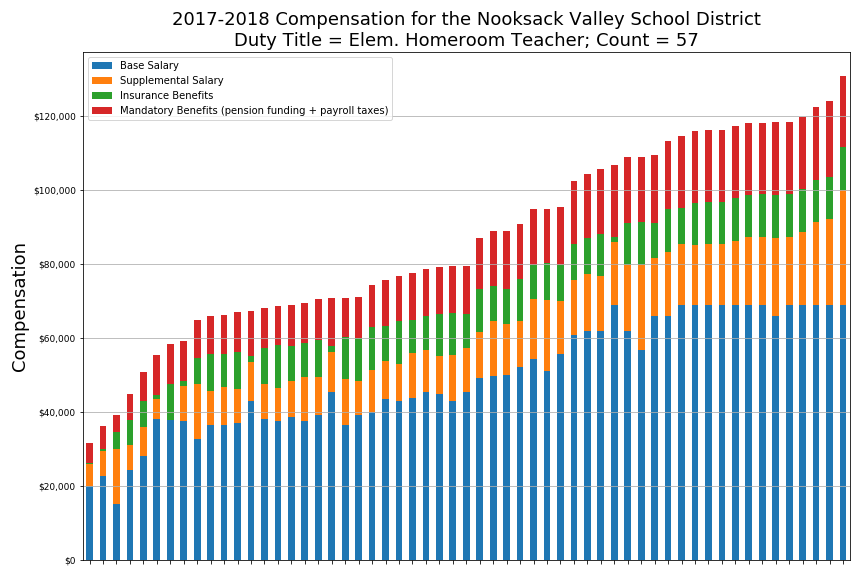 2017-2018 Compensation for the Nooksack Valley School District
Duty Title = Elem. Homeroom Teacher; Count = 57
Base Salary
Supplemental Salary
Insurance Benefits
Mandatory Benefits (pension funding + payroll taxes)
Compensation
$120,000
$100,000
$80,000
$60,000
$40,000
$20,000
$0